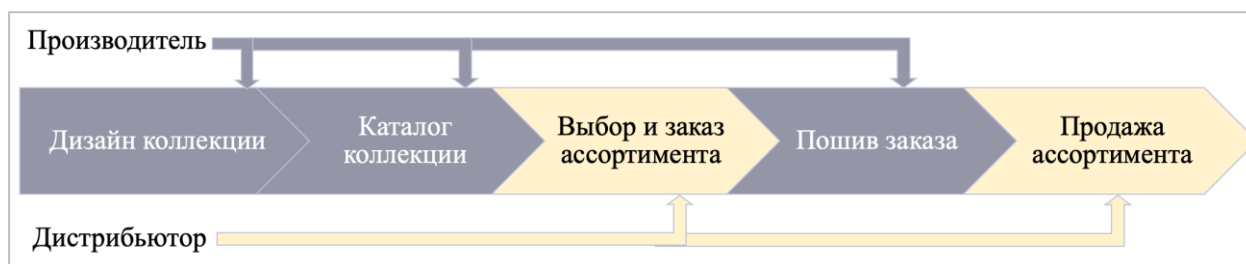 Производитель
Дизайн коллекции
Каталог
коллекции
Выбор и заказ
ассортимента
Пошив заказа
Продажа
ассортимента
Дистрибьютор